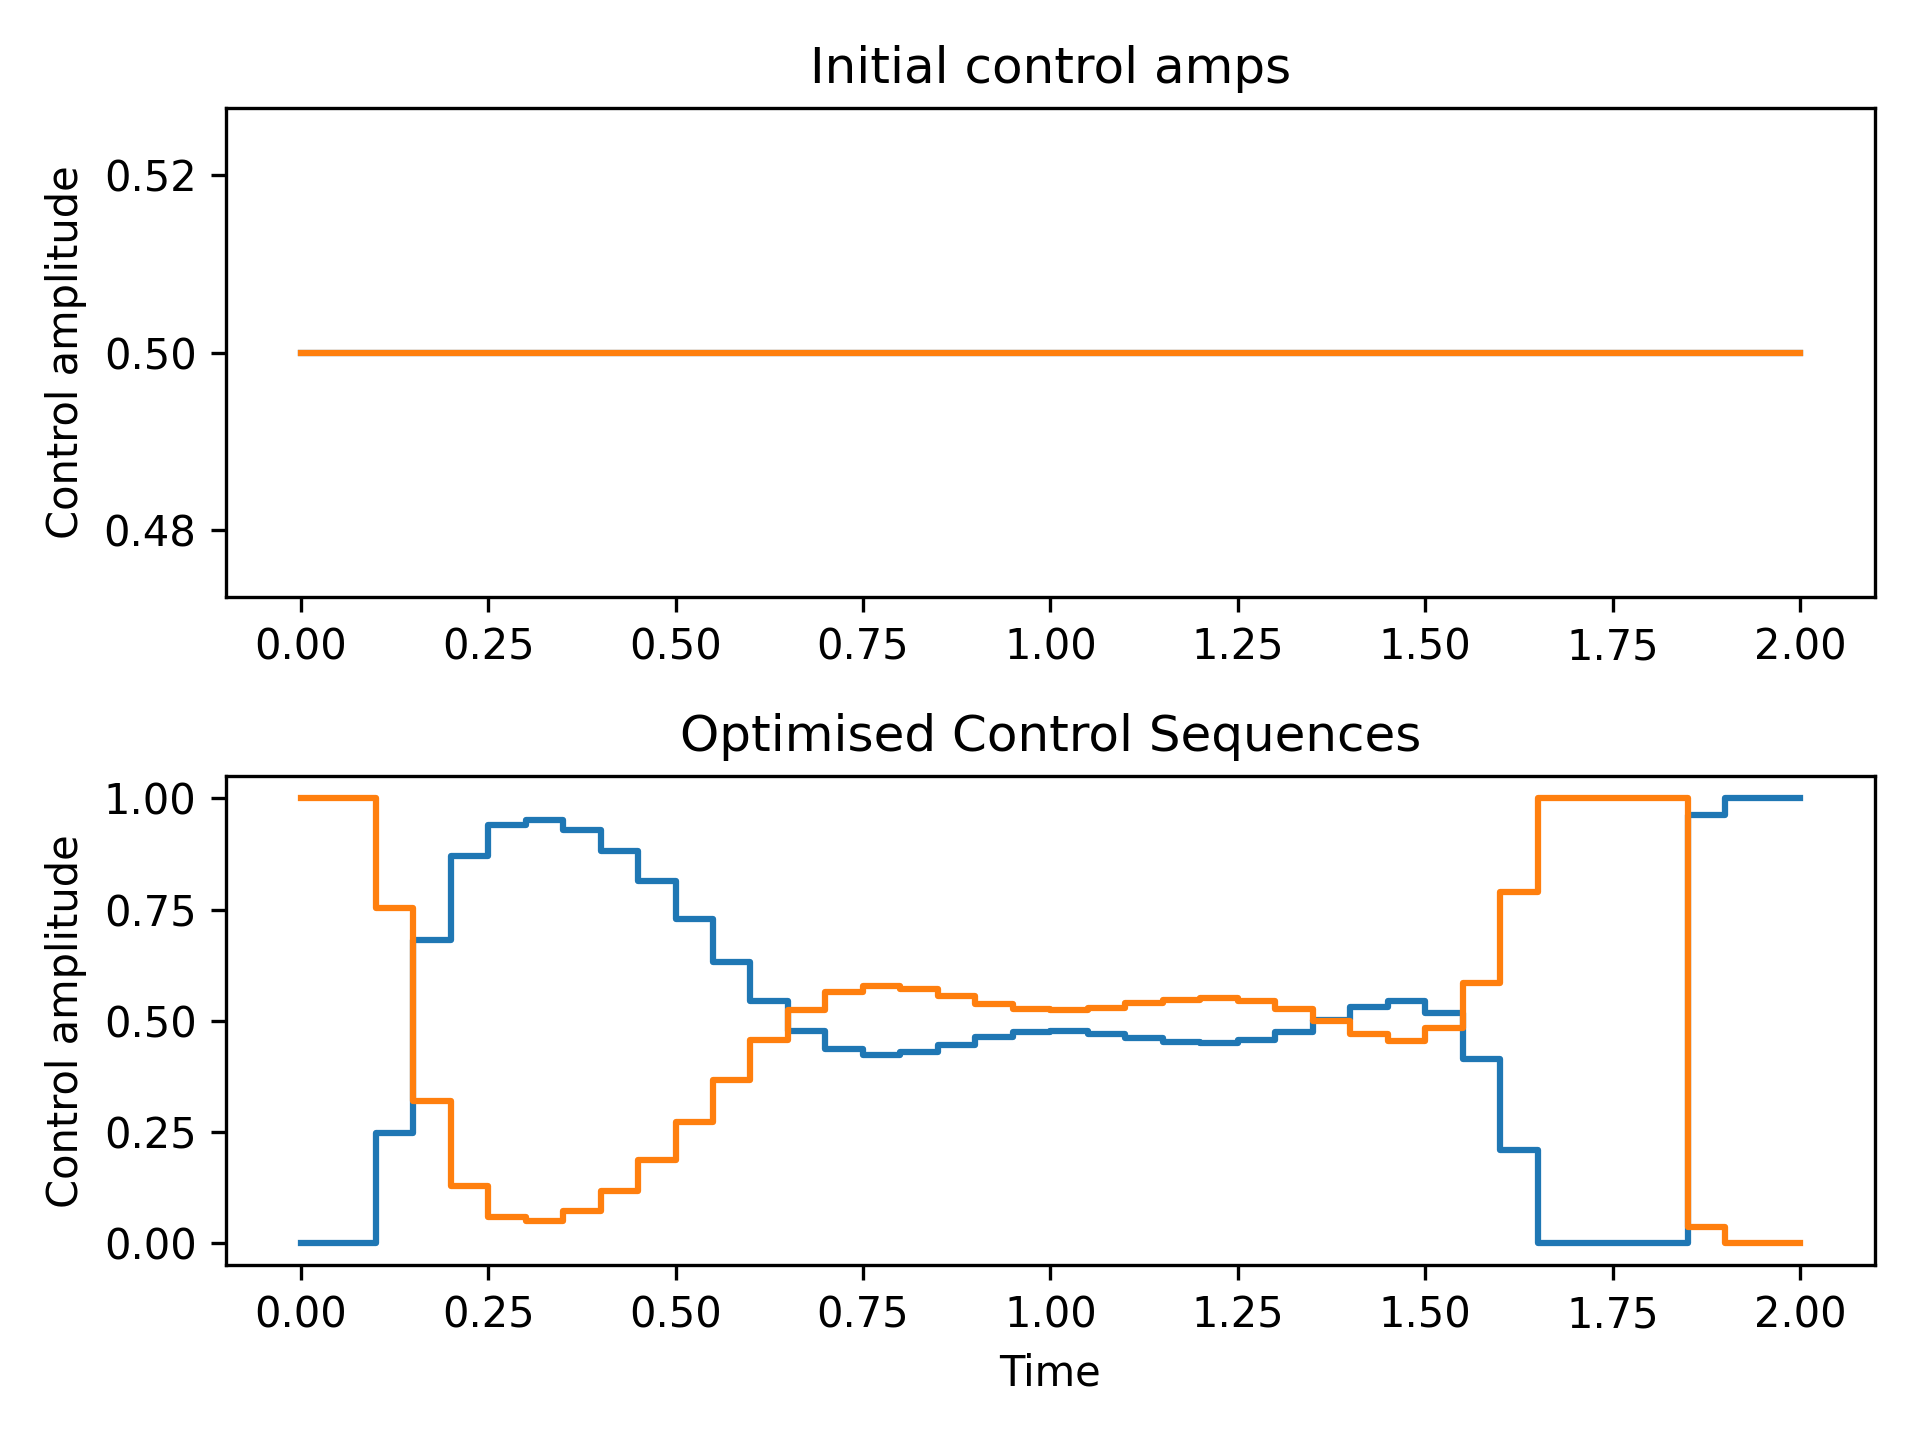 Initial control amps
Control amplitude
0.52
0.50
0.48
0.00 0.25 0.50 0.75 1.00 1.25 1.50 1.75 2.00
Optimised Control Sequences
Control amplitude
1.00
0.75
0.50
0.25
0.00
0.00 0.25 0.50 0.75 1.00 1.25 1.50 1.75 2.00
Time